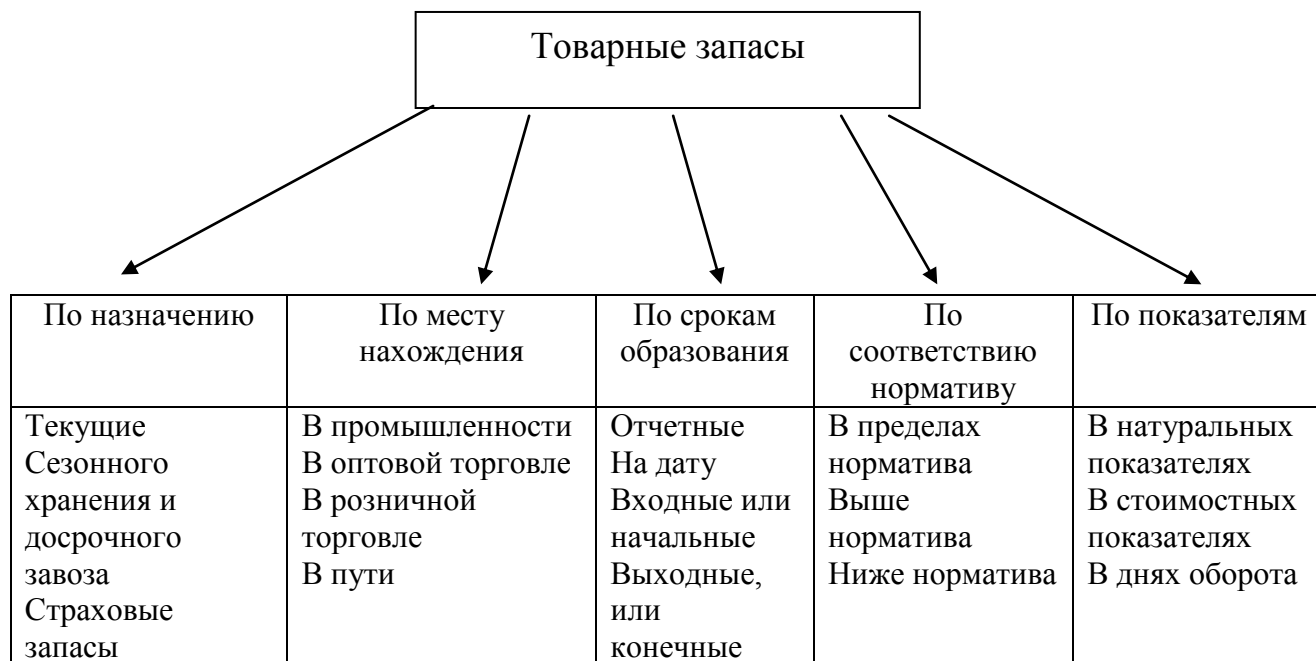 Товарные запасы
По назначению
По месту
нахождения
По срокам
образования
По
соответствию
нормативу
По показателям
Текущие
Сезонного
хранения и
досрочного
завоза
Страховые
запасы
В промышленности
В оптовой торговле
В розничной
торговле
В пути
Отчетные
На дату
Входные или
начальные
Выходные,
или
конечные
В пределах
норматива
Выше
норматива
Ниже норматива
В натуральных
показателях
В стоимостных
показателях
В днях оборота